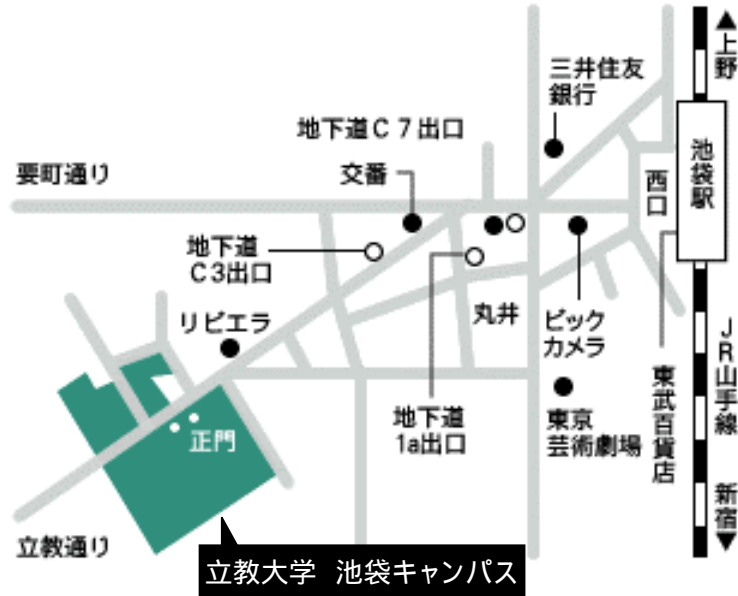 ▲上野
三井住友
銀行
地下道C7出口
池袋駅
要町通り
交番
西口
地下道
C3出口
リビエラ
丸井
ビック
カメラ
JR山手線
東武百貨店
地下道
1a出口
東京
芸術劇場
正門
新宿▼
立教通り
立教大学 池袋キャンパス